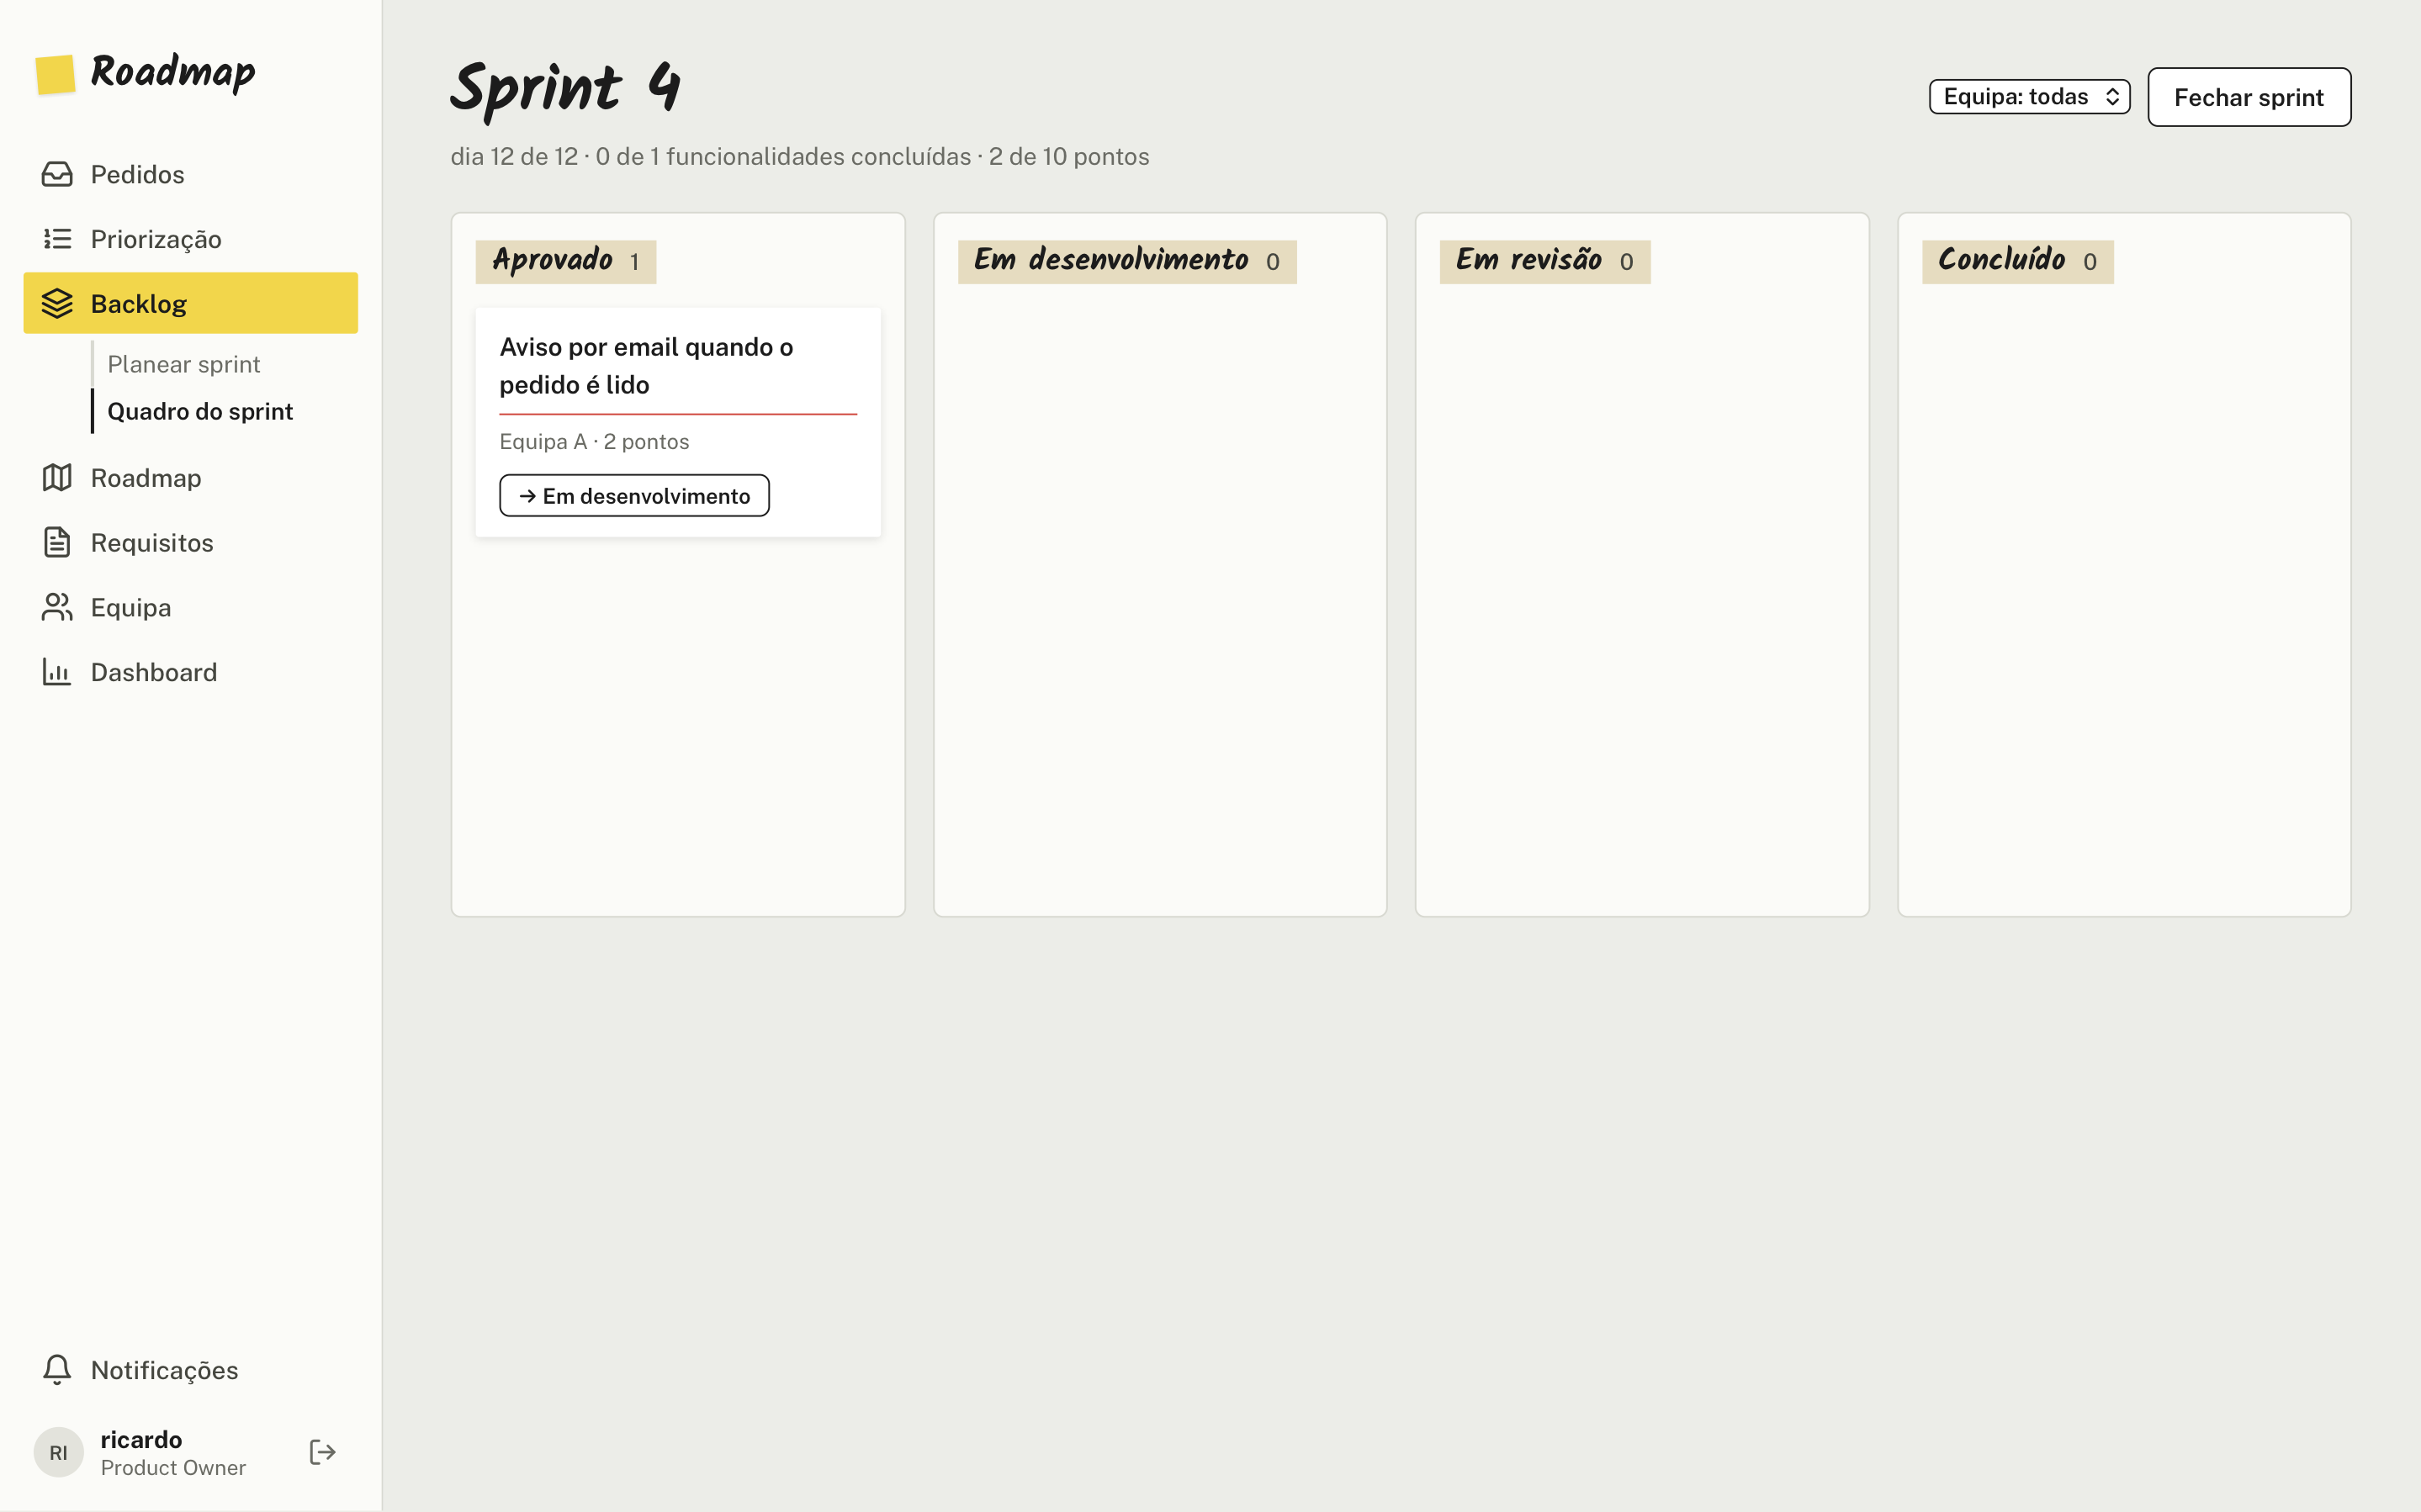 Roadmap
Pedidos
Priorização
Backlog
Planear sprint
Quadro do sprint
Roadmap
Requisitos
Equipa
Dashboard
Notificações
RI
ricardo
Product Owner
Sprint 4
dia 12 de 12 · 0 de 1 funcionalidades concluídas · 2 de 10 pontos
Equipa: todas
Fechar sprint
Aprovado 1
Aviso por email quando o
pedido é lido
Equipa A · 2 pontos
→ Em desenvolvimento
Em desenvolvimento 0
Em revisão 0
Concluído 0